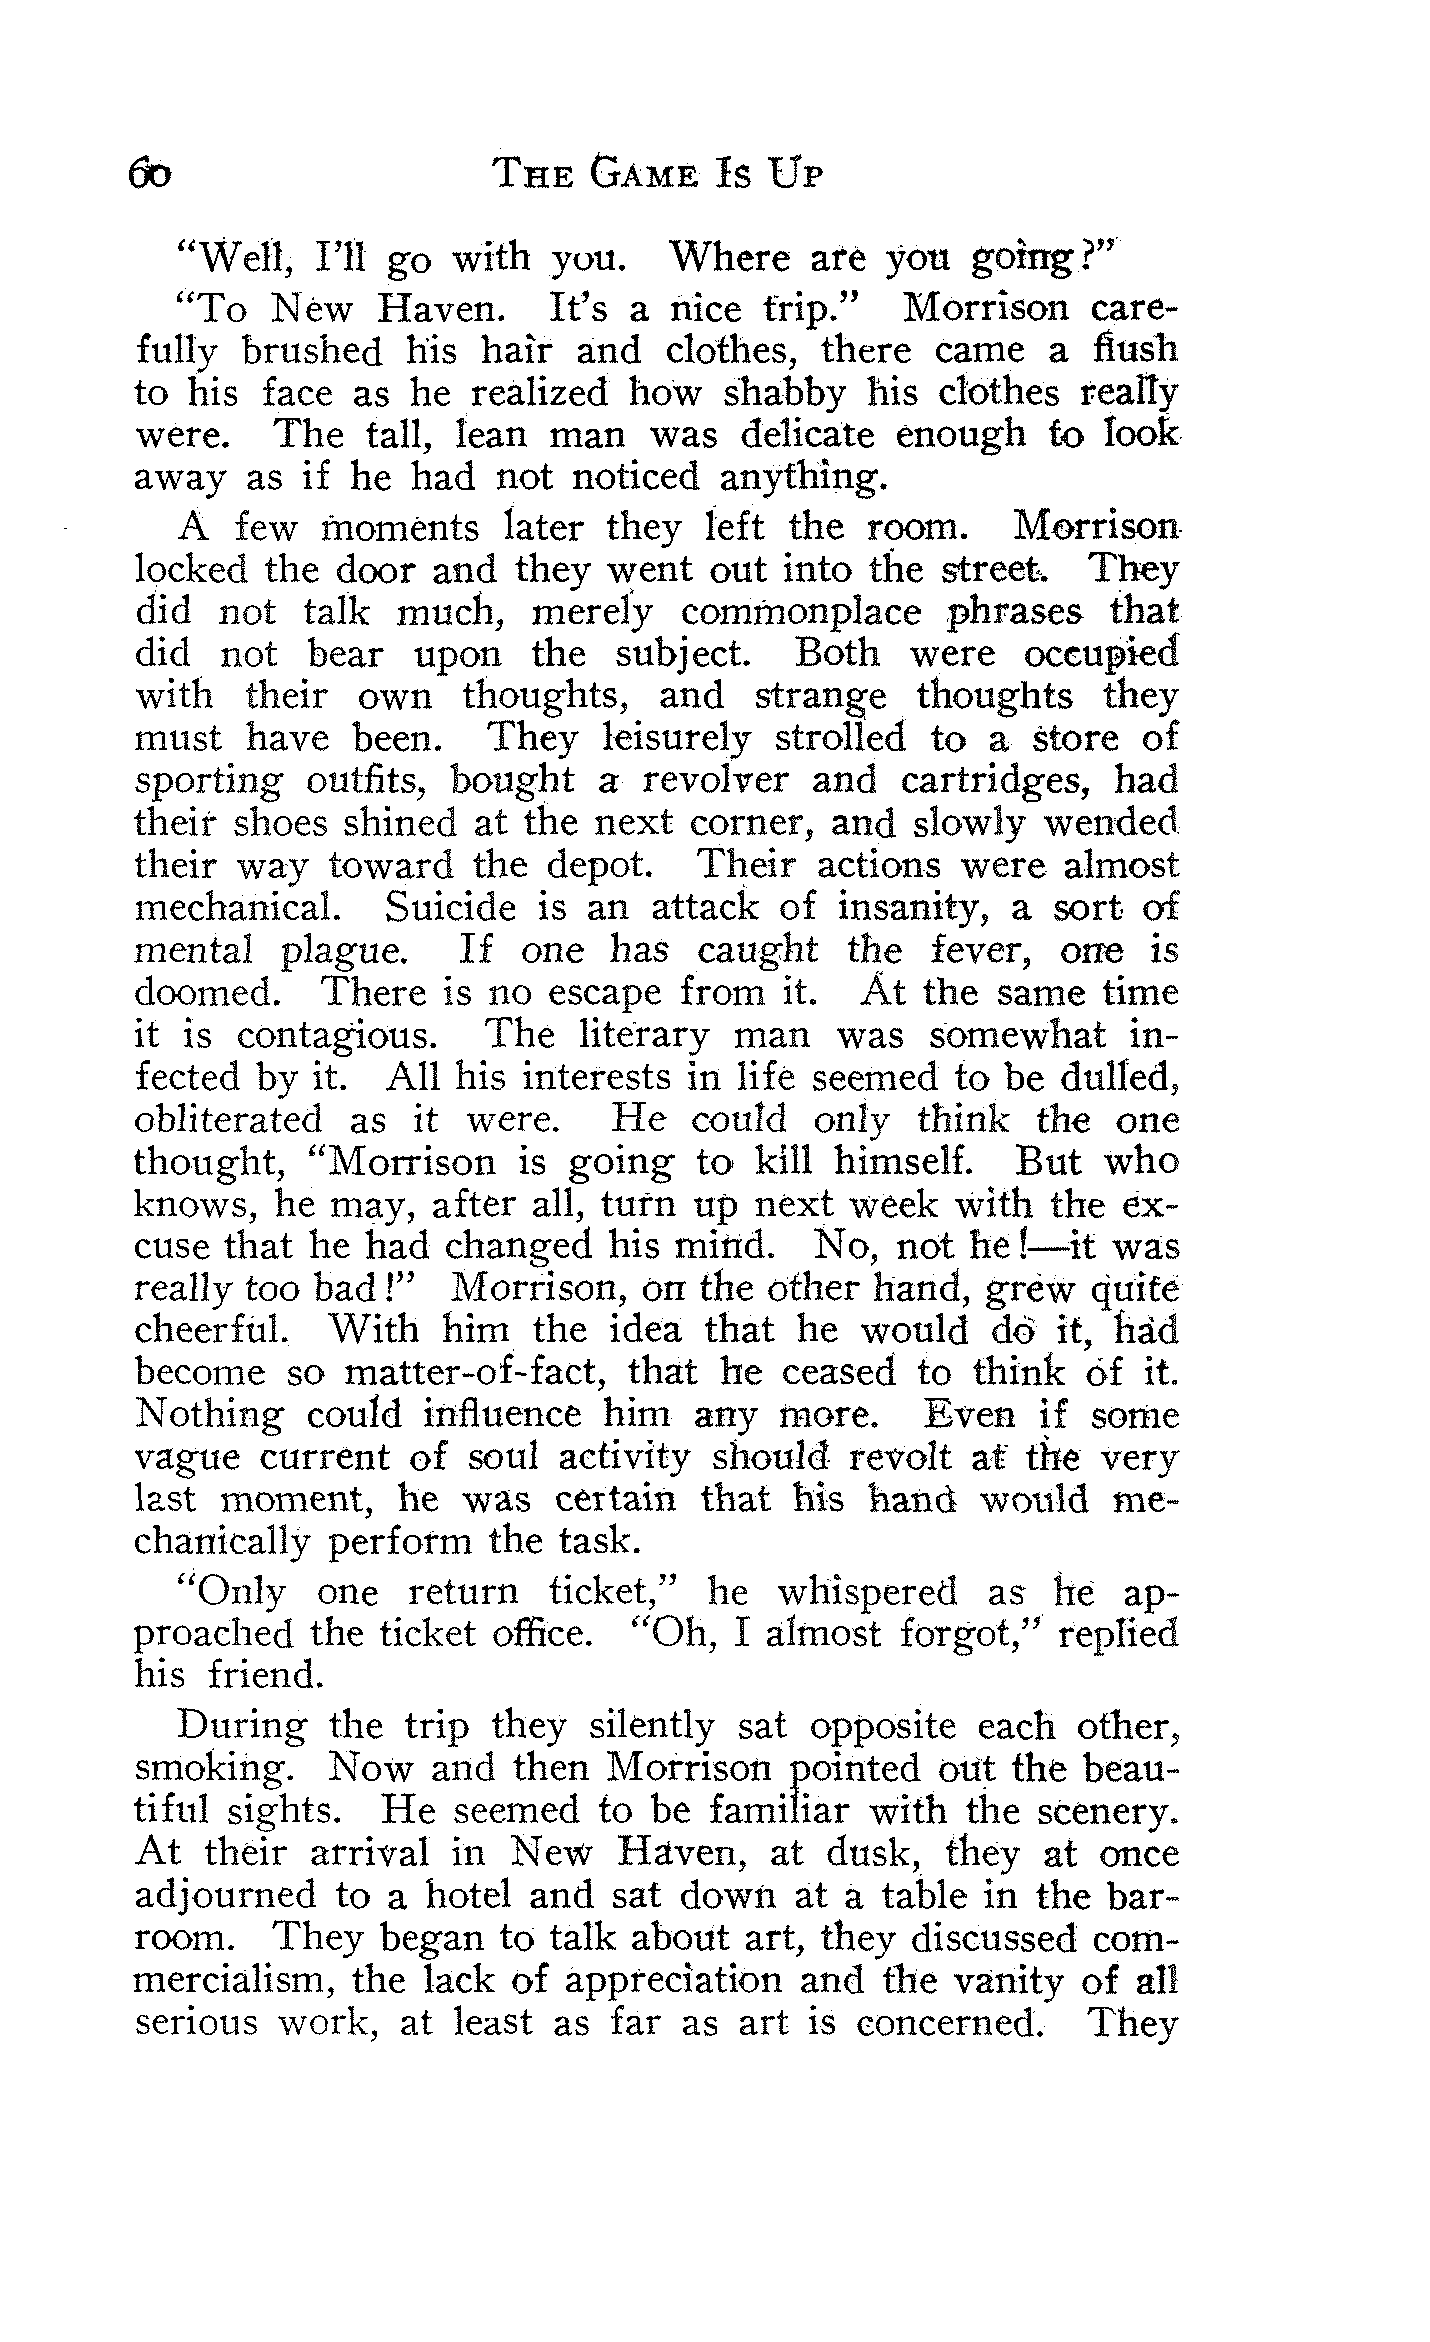 60 THE GAME IS UP
"Well, I'll go with you. Where are you going?"
"To New Haven. It's a nice trip." Morrison care-
fully brushed his hair and clothes, there came a flush
to his face as he realized how shabby his clothes really
were. The tall, lean man was delicate enough to look
away as if he had not noticed anything.
A few moments later they left the room. Morrison
locked the door and they went out into the street. They
did not talk much, merely commonplace phrases that
did not bear upon the subject. Both were occupied
with their own thoughts, and strange thoughts they
must have been. They leisurely strolled to a store of
sporting outfits, bought a revolver and cartridges, had
their shoes shined at the next corner, and slowly wended
their way toward the depot. Their actions were almost
mechanical. Suicide is an attack of insanity, a sort of
mental plague. If one has caught the fever, one is
doomed. There is no escape from it. At the same time
it is contagious. The literary man was somewhat in-
fected by it. All his interests in life seemed to be dulled,
obliterated as it were. He could only think the one
thought, "Morrison is going to kill himself. But who
knows, he may, after all, turn up next week with the ex-
cuse that he had changed his mind. No, not he!—it was
really too bad!" Morrison, on the other hand, grew quite
cheerful. With him the idea that he would do it, had
become so matter-of-fact, that he ceased to think of it.
Nothing could influence him any more. Even if some
vague current of soul activity should revolt at the very
last moment, he was certain that his hand would me-
chanically perform the task.
"Only one return ticket," he whispered as he ap-
proached the ticket office. "Oh, I almost forgot," replied
his friend.
During the trip they silently sat opposite each other,
smoking. Now and then Morrison pointed out the beau-
tiful sights. He seemed to be familiar with the scenery.
At their arrival in New Haven, at dusk, they at once
adjourned to a hotel and sat down at a table in the bar-
room. They began to talk about art, they discussed com-
mercialism, the lack of appreciation and the vanity of all
serious work, at least as far as art is concerned. They